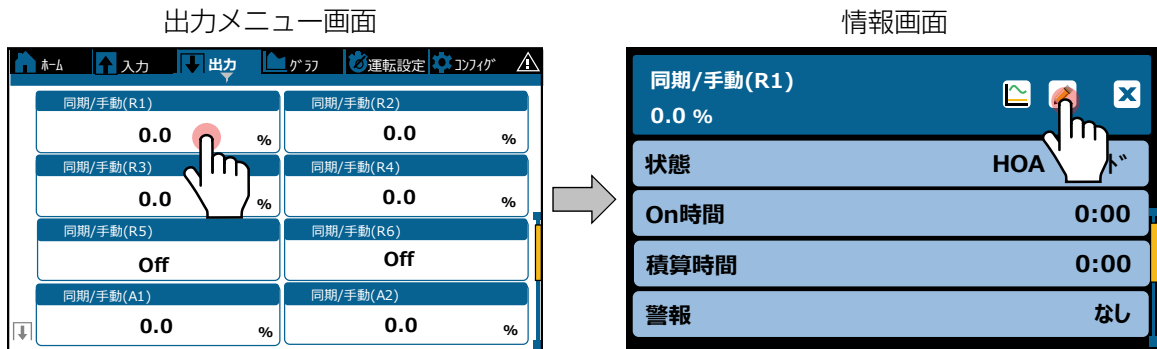 出力メニュー画面
ﾎｰﾑ 入力 出力 ｸﾞﾗﾌ 運転設定 ｺﾝﾌｨｸﾞ
同期/手動(R1) 同期/手動(R2)
0.0 % 0.0 %
同期/手動(R3) 同期/手動(R4)
0.0 % 0.0 %
同期/手動(R5) 同期/手動(R6)
Off Off
同期/手動(A1) 同期/手動(A2)
0.0 % 0.0 %
情報画面
同期/手動(R1)
0.0 %
状態 HOA ﾄﾞ
On時間 0:00
積算時間 0:00
警報 なし